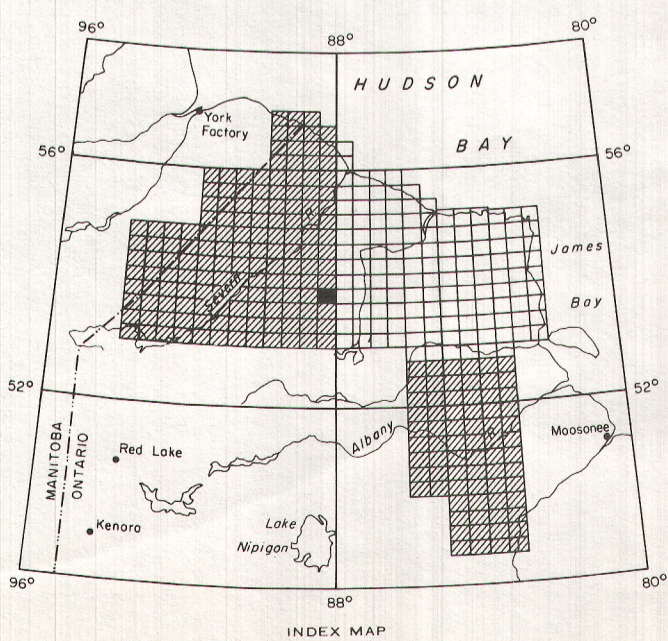 96°
88°
80°
HUDSON
BAY
York
Factory
56°
56°
James
Bay
Severn
R.
52°
52°
MANITOBA
ONTARIO
Red Lake
Albany
R.
Moosonee
Kenora
Lake
Nipigon
96°
88°
80°
INDEX MAP